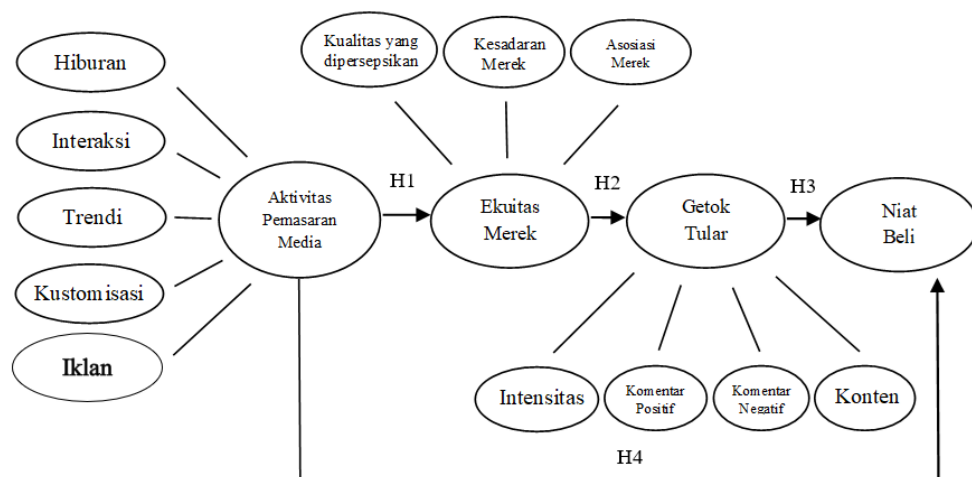 Hiburan
Interaksi
Trendi
Kustomisasi
Iklan
Aktivitas
Pemasaran
Media
H1
Kualitas yang
dipersepsikan
Kesadaran
Merek
Asosiasi
Merek
Ekuitas
Merek
H2
Getok
Tular
H3
Niat
Beli
Intensitas
Komentar
Positif
Komentar
Negatif
Konten
H4